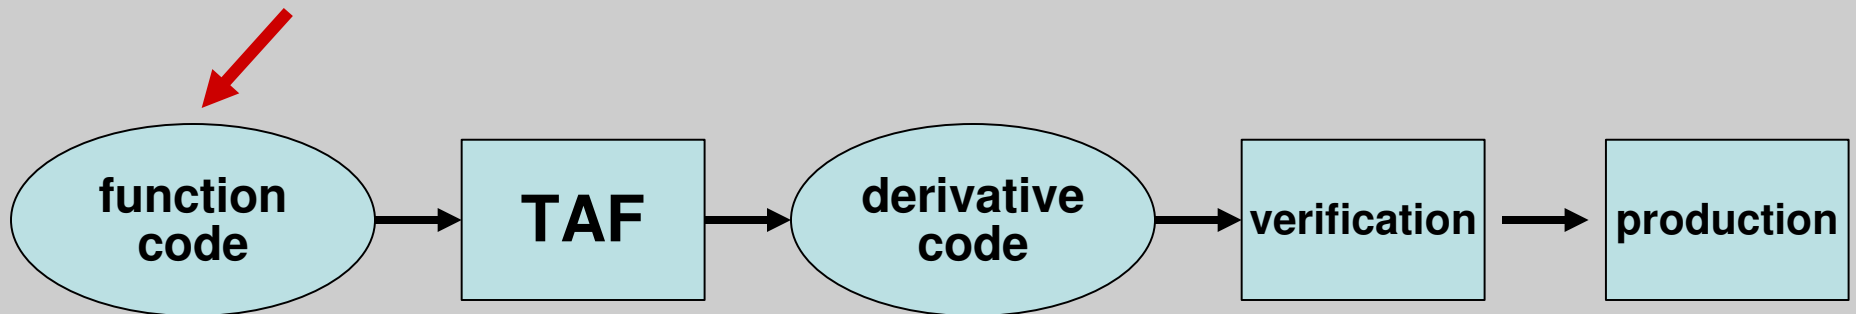 function
code
TAF
derivative
code
verification
production